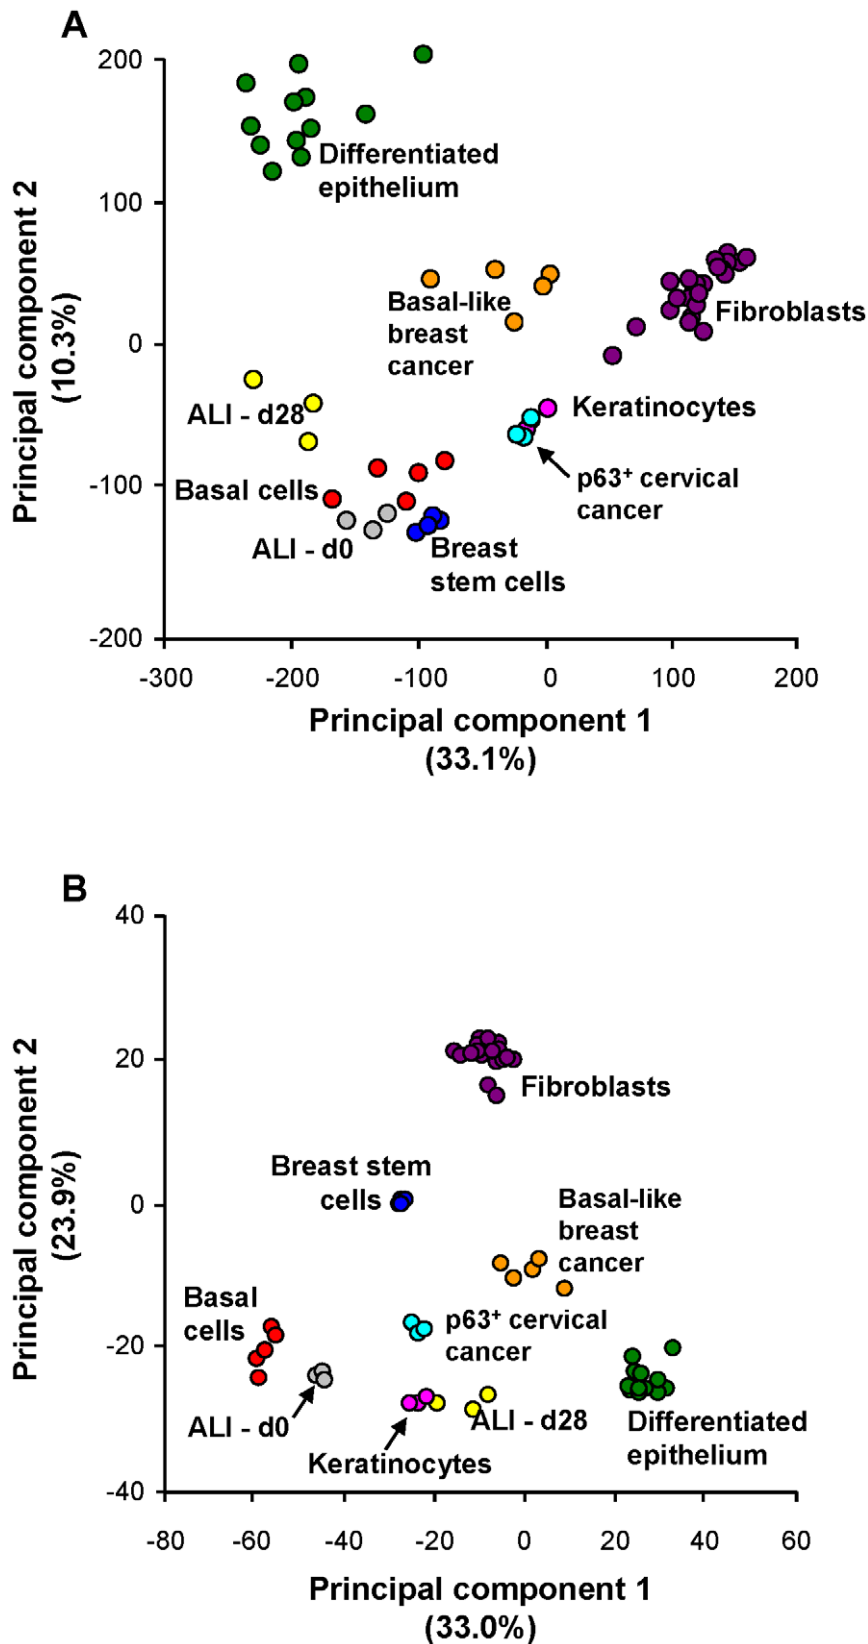 A
200
100
0
-100
-200
Principal component 2
(10.3%)
Differentiated
epithelium
Basal-like
breast
cancer
Fibroblasts
ALI - d28
Keratinocytes
Basal cells
p63⁺ cervical
cancer
ALI - d0
Breast
stem cells
-300
-200
-100
0
100
200
Principal component 1
(33.1%)
B
40
20
0
-20
-40
Principal component 2
(23.9%)
Fibroblasts
Breast stem
cells
Basal-like
breast
cancer
Basal
cells
p63⁺ cervical
cancer
ALI - d0
ALI - d28
Keratinocytes
Differentiated
epithelium
-80
-60
-40
-20
0
20
40
60
Principal component 1
(33.0%)